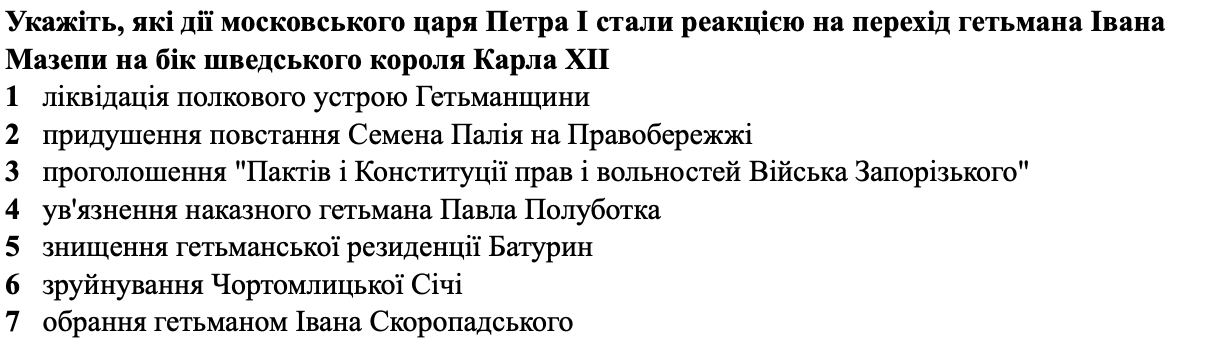 Укажіть, які дії московського царя Петра І стали реакцією на перехід гетьмана Івана
Мазепи на бік шведського короля Карла ХІІ
1 ліквідація полкового устрою Гетьманщини
2 придушення повстання Семена Палія на Правобережжі
3 проголошення "Пактів і Конституції прав і вольностей Війська Запорізького"
4 ув'язнення наказного гетьмана Павла Полуботка
5 знищення гетьманської резиденції Батурин
6 зруйнування Чортомлицької Січі
7 обрання гетьманом Івана Скоропадського